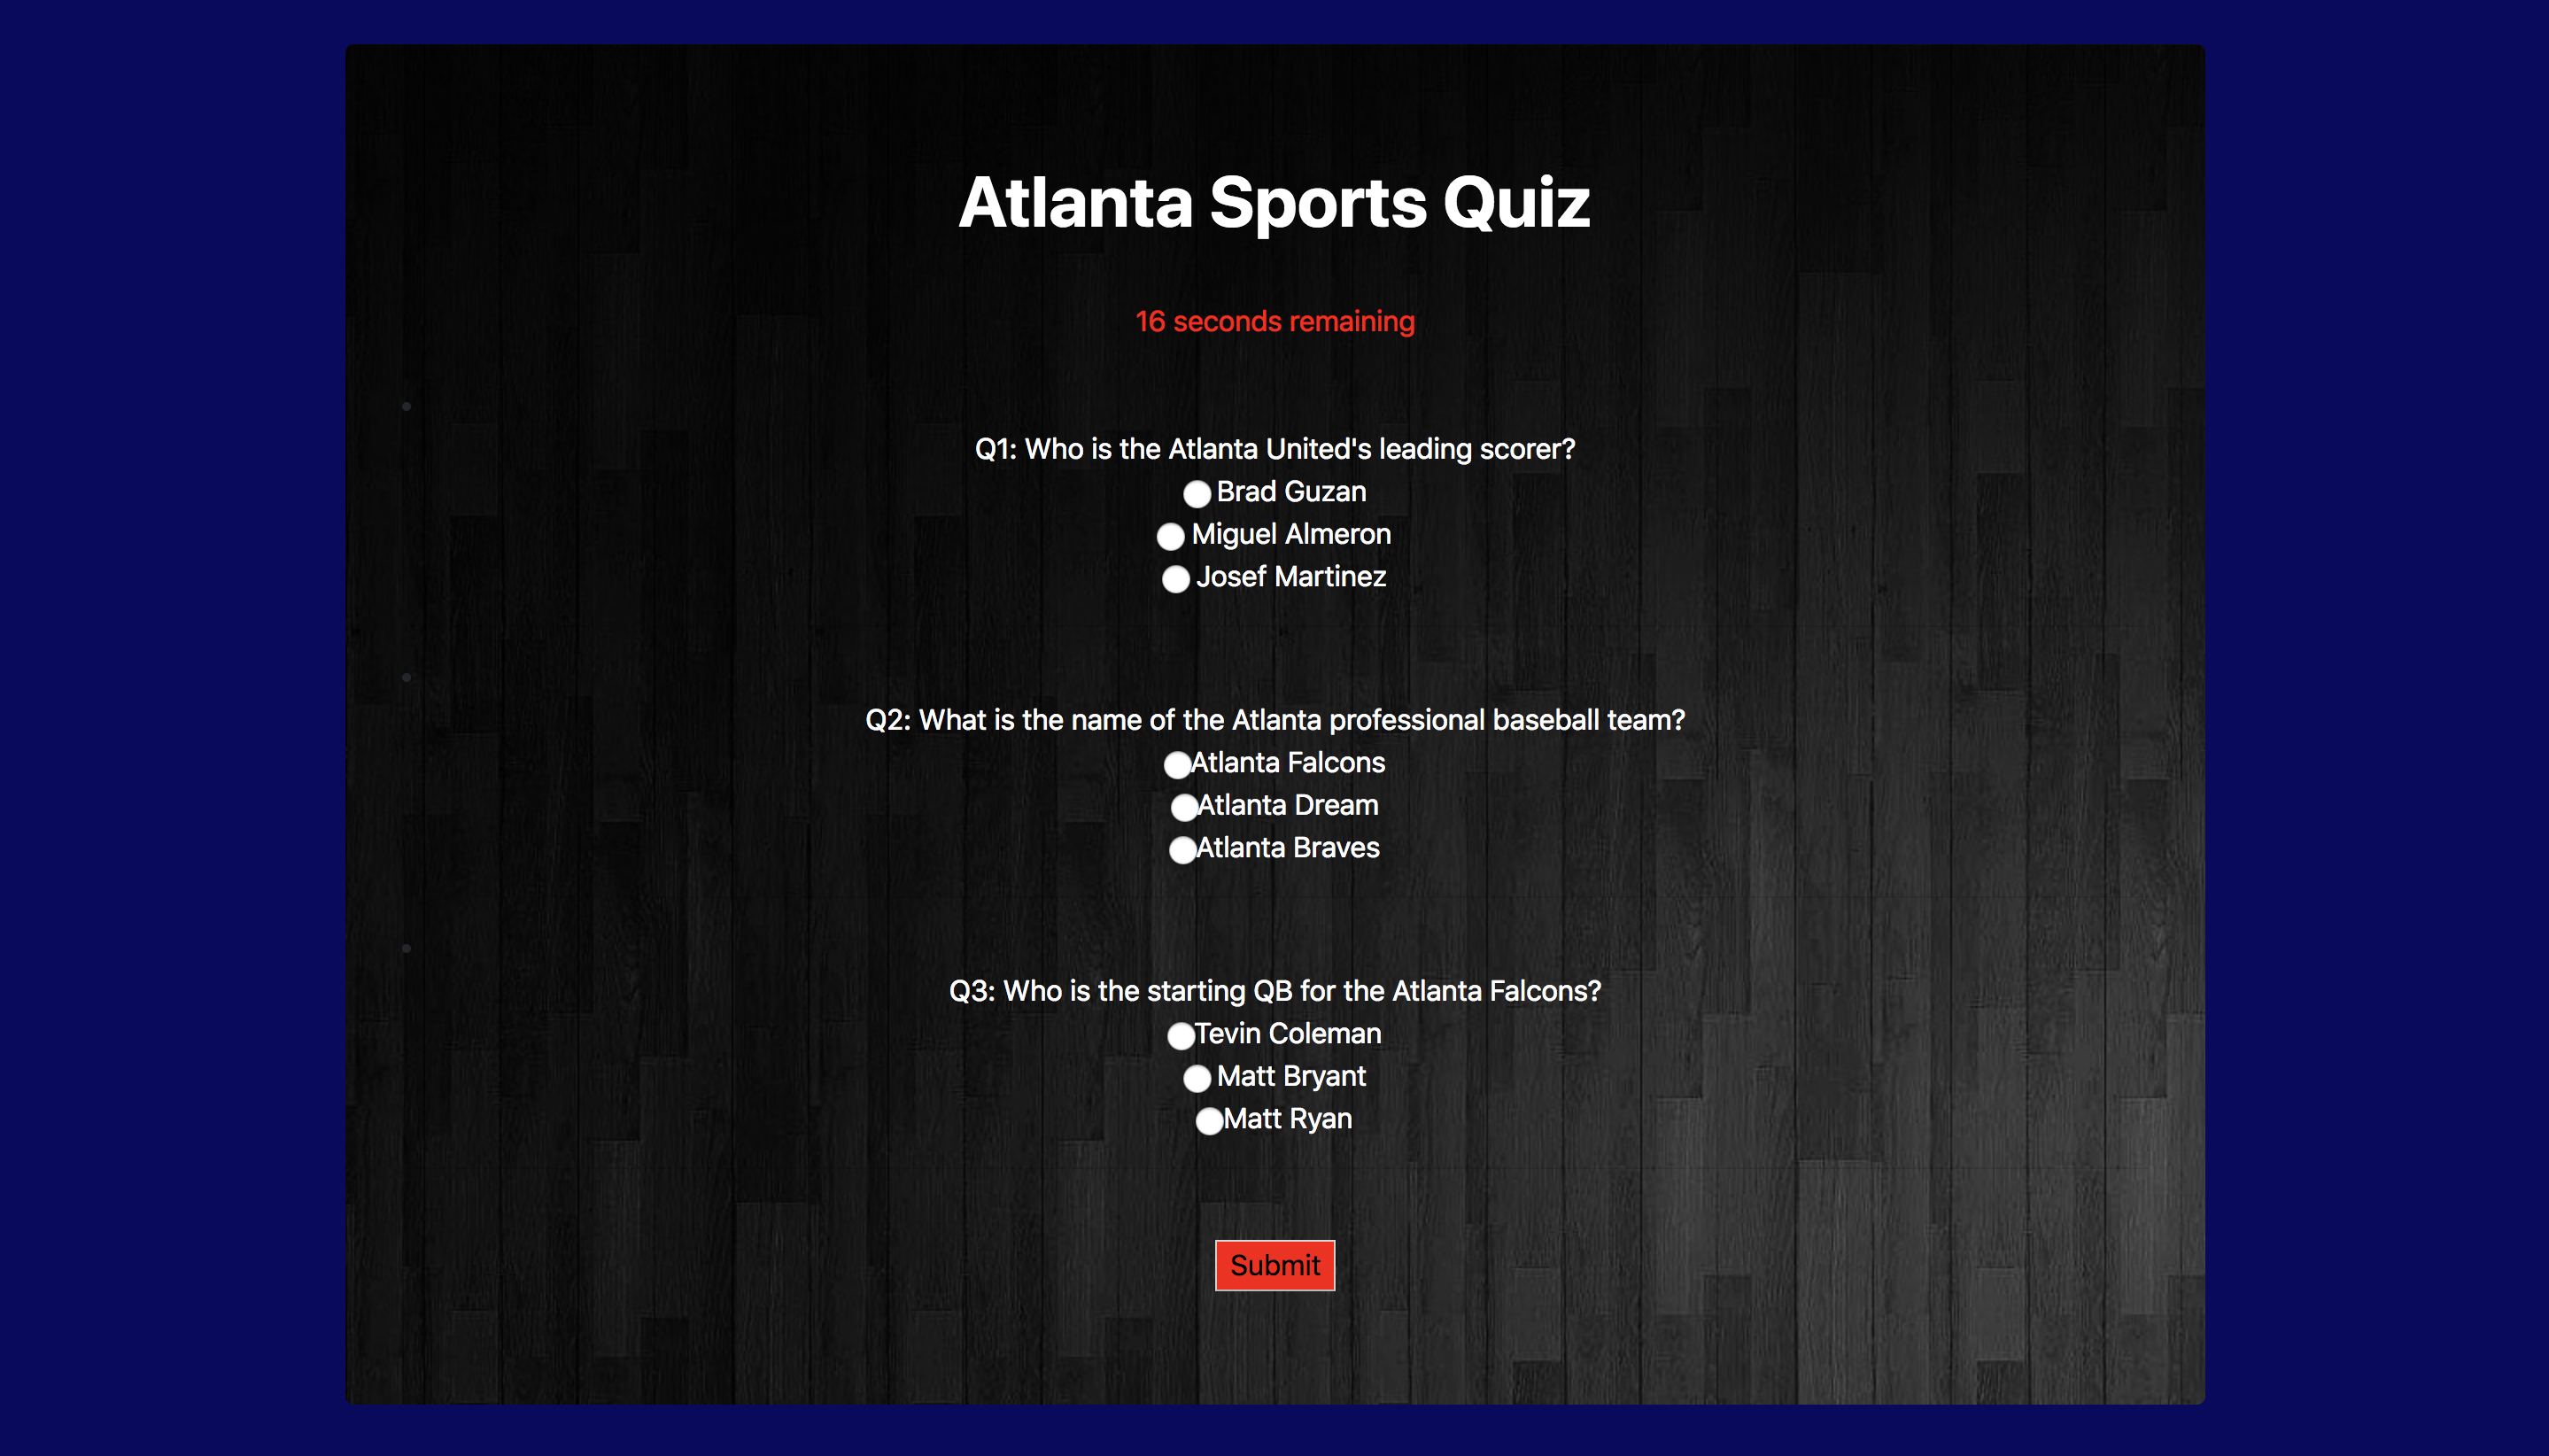 Atlanta Sports Quiz
16 seconds remaining
Q1: Who is the Atlanta United's leading scorer?
Brad Guzan
Miguel Almeron
Josef Martinez
Q2: What is the name of the Atlanta professional baseball team?
Atlanta Falcons
Atlanta Dream
Atlanta Braves
Q3: Who is the starting QB for the Atlanta Falcons?
Tevin Coleman
Matt Bryant
Matt Ryan
Submit